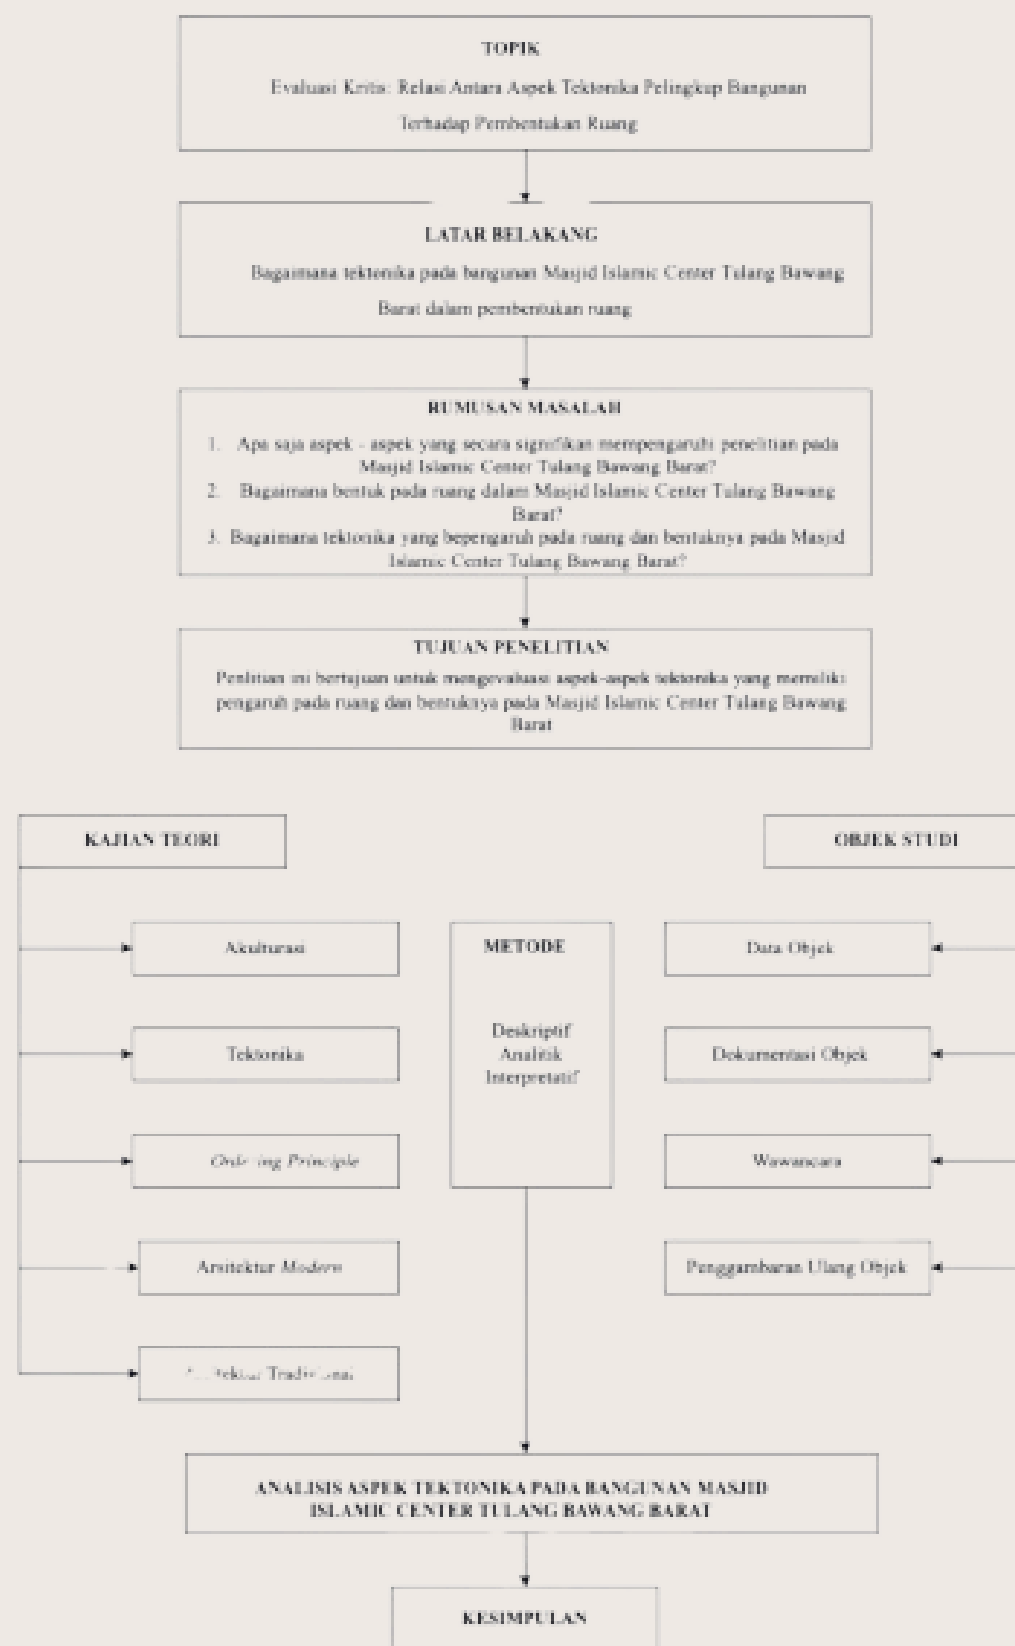 TOPIK
Evaluasi Kritis: Relasi Antara Aspek Tektonika Pelingkup Bangunan
Terhadap Pembentukan Ruang
LATAR BELAKANG
Bagaimana tektonika pada bangunan Masjid Islamic Center Tulang Bawang
Barat dalam pembentukan ruang
RUMUSAN MASALAH
1. Apa saja aspek - aspek yang secara signifikan mempengaruhi penelitian pada
Masjid Islamic Center Tulang Bawang Barat?
2. Bagaimana bentuk pada ruang dalam Masjid Islamic Center Tulang Bawang
Barat?
3. Bagaimana tektonika yang bepengaruh pada ruang dan bentuknya pada Masjid
Islamic Center Tulang Bawang Barat?
TUJUAN PENELITIAN
Penlitian ini bertujuan untuk mengevaluasi aspek-aspek tektonika yang memiliki
pengaruh pada ruang dan bentuknya pada Masjid Islamic Center Tulang Bawang
Barat
KAJIAN TEORI
Akulturasi
Tektonika
Ordering Principle
Arsitektur Modern
Tradisional
METODE
Deskriptif
Analitik
Interpretatif
OBJEK STUDI
Data Objek
Dokumentasi Objek
Wawancara
Penggambaran Ulang Objek
ANALISIS ASPEK TEKTONIKA PADA BANGUNAN MASJID
ISLAMIC CENTER TULANG BAWANG BARAT
KESIMPULAN